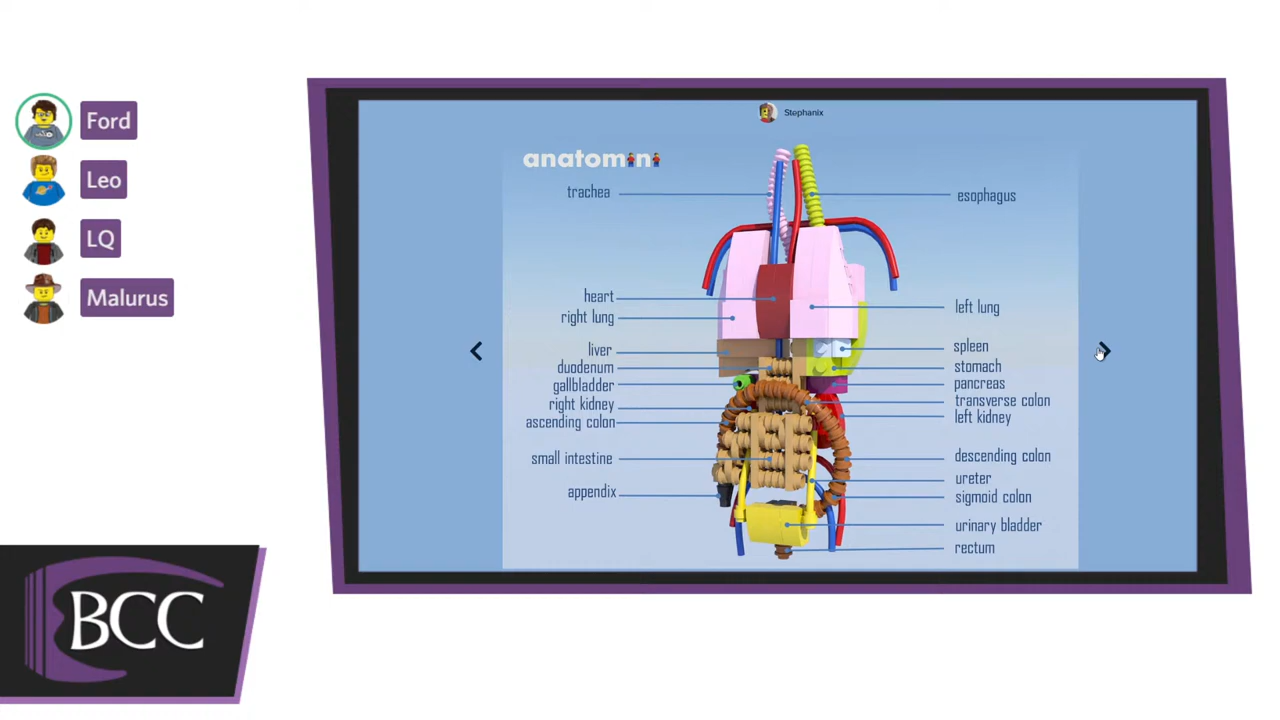 Ford
Leo
LQ
Malurus
BCC
Stephanix
anatomini
trachea
esophagus
heart
right lung
left lung
liver
spleen
duodenum
stomach
gallbladder
pancreas
right kidney
transverse colon
ascending colon
left kidney
small intestine
descending colon
ureter
appendix
sigmoid colon
urinary bladder
rectum